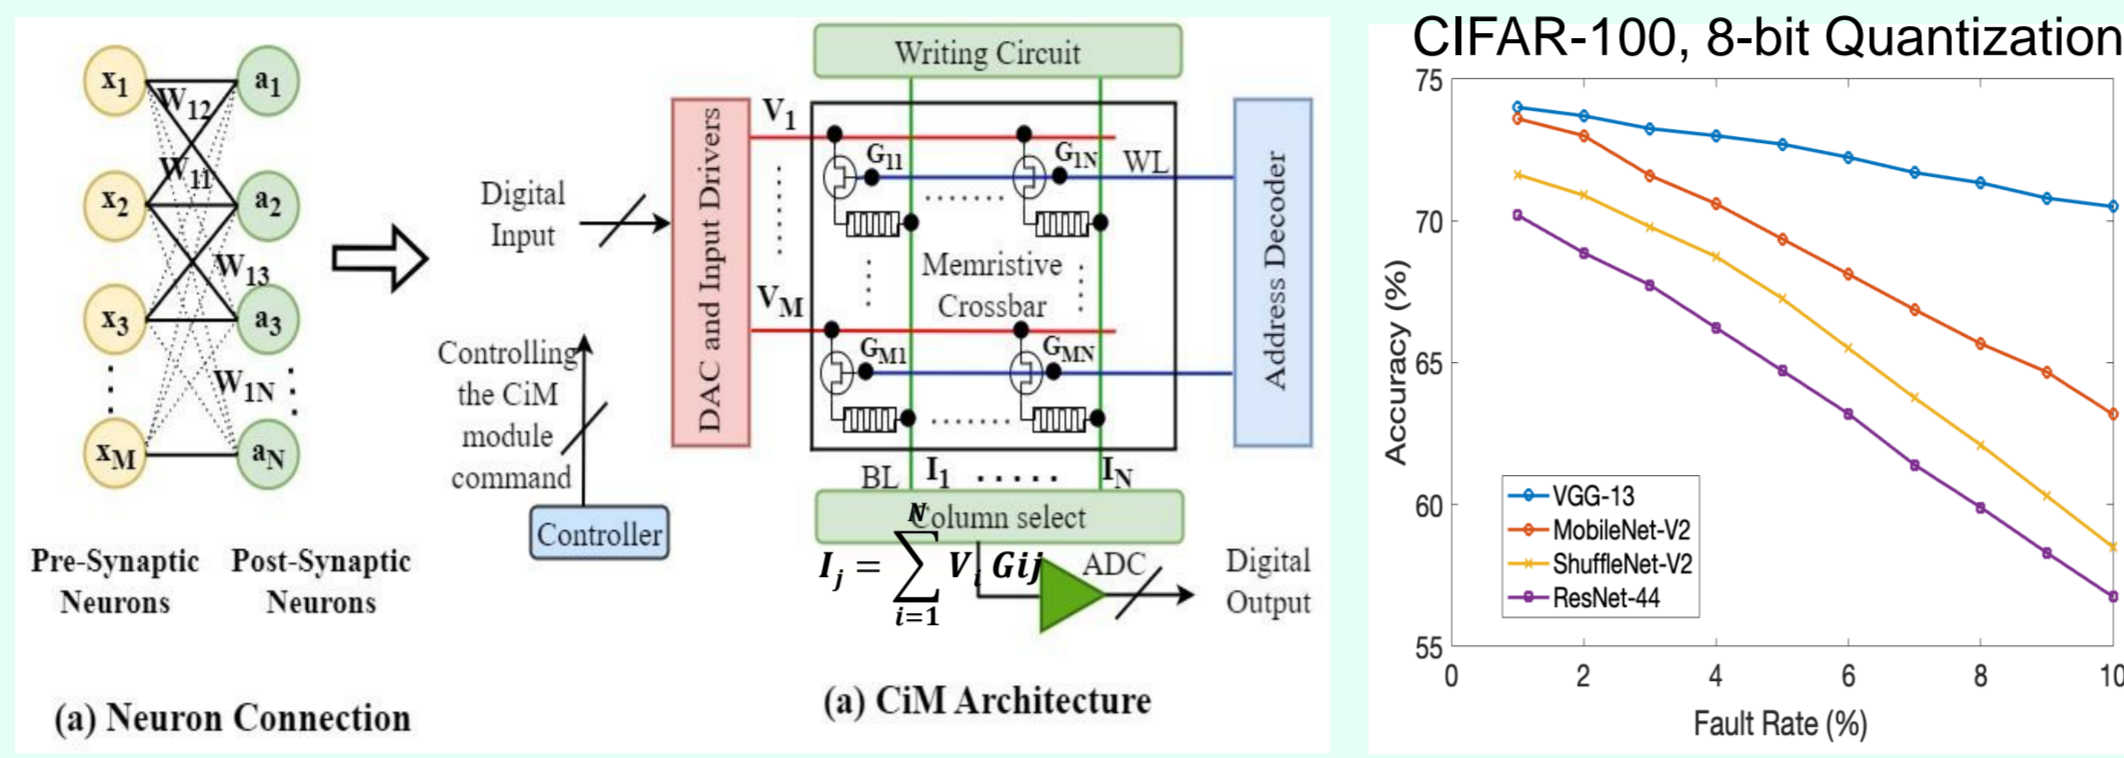 x1
x2
x3
xM
a1
a2
a3
aN
W12
W11
W13
W1N
Pre-Synaptic
Neurons
Post-Synaptic
Neurons
(a) Neuron Connection
Digital
Input
Controlling
the CiM
module
command
Controller
DAC and Input Drivers
Writing Circuit
V1
VM
G11
G1N
WL
Memristive
Crossbar
GM1
GMN
Address Decoder
BL
I1
IN
Column select
I_j = ∑_{i=1}^{N} V_i Gij
ADC
Digital
Output
(a) CiM Architecture
CIFAR-100, 8-bit Quantization
75
70
65
60
55
Accuracy (%)
VGG-13
MobileNet-V2
ShuffleNet-V2
ResNet-44
0 2 4 6 8 10
Fault Rate (%)